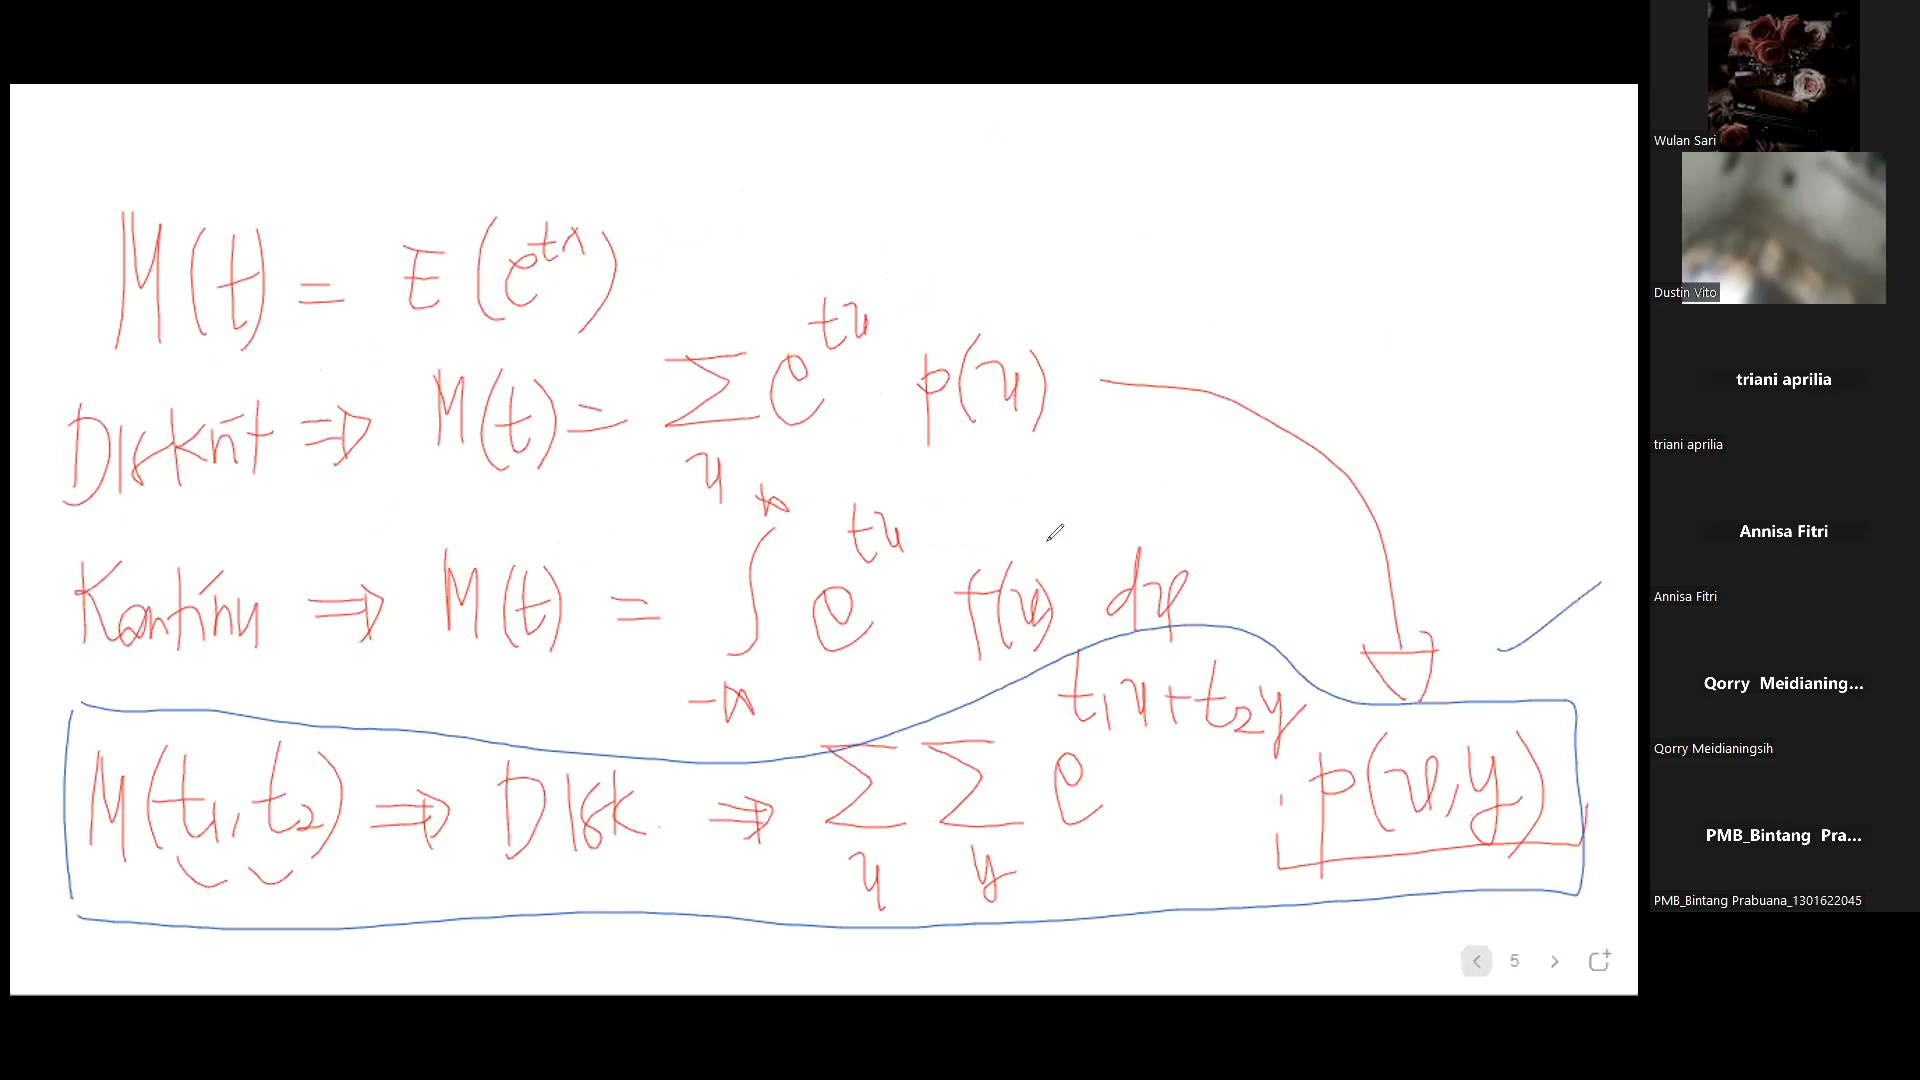 M(t) = E(e^{tx})
Diskrit ⇒ M(t) = Σ_x e^{tx} p(x)
Kontinu ⇒ M(t) = ∫_{-∞}^{∞} e^{tx} f(x) dx
M(t₁,t₂) ⇒ Disk. ⇒ Σ_x Σ_y e^{t₁x+t₂y} p(x,y)
5
Wulan Sari
Dustin Vito
triani aprilia
triani aprilia
Annisa Fitri
Annisa Fitri
Qorry Meidianing...
Qorry Meidianingsih
PMB_Bintang Pra...
PMB_Bintang Prabuana_1301622045